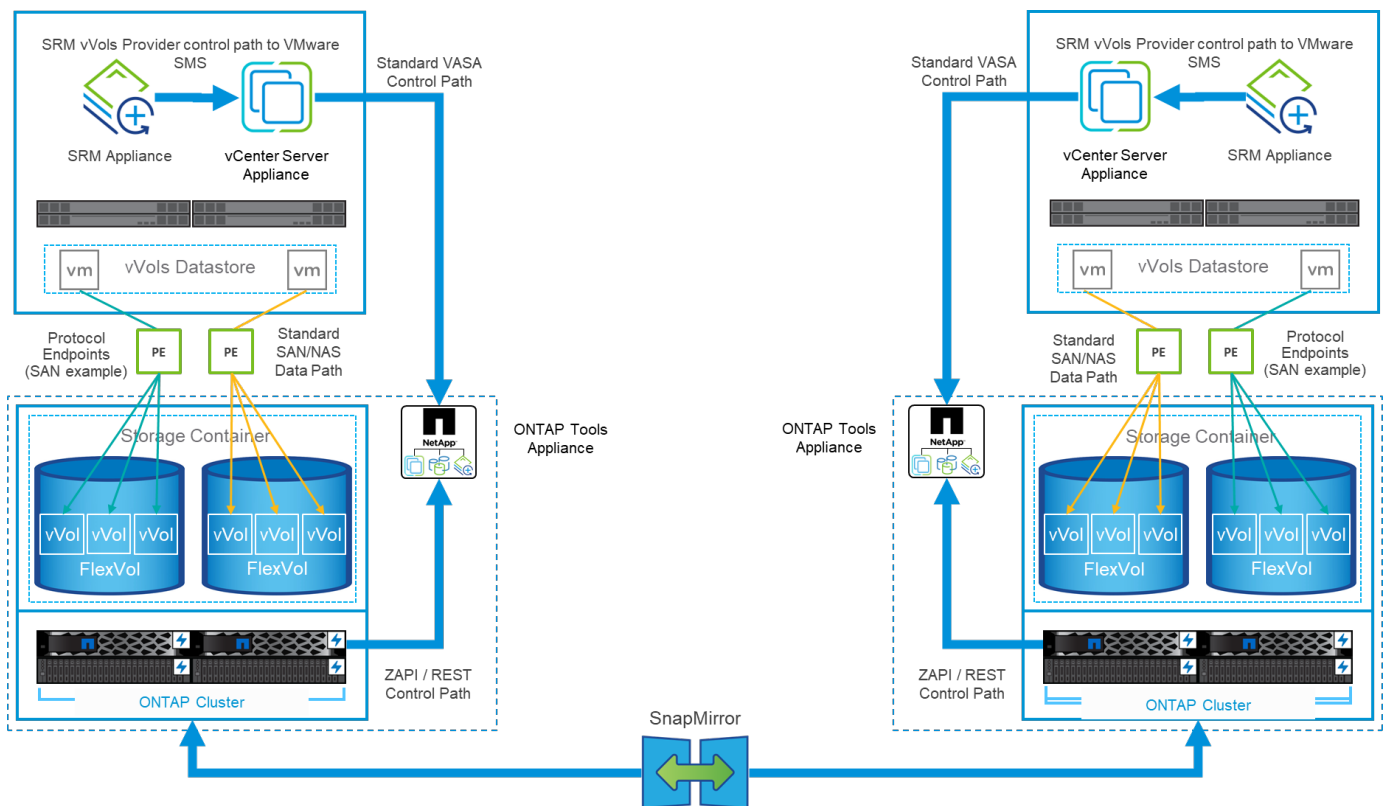 SRM vVols Provider control path to VMware
SMS
Standard VASA
Control Path
SRM Appliance
vCenter Server
Appliance
vm
vVols Datastore
vm
Protocol
Endpoints
(SAN example)
PE
PE
Standard
SAN/NAS
Data Path
Storage Container
vVol
vVol
vVol
FlexVol
vVol
vVol
vVol
FlexVol
NetApp
ONTAP Tools
Appliance
ZAPI / REST
Control Path
ONTAP Cluster
SnapMirror
SRM vVols Provider control path to VMware
SMS
Standard VASA
Control Path
vCenter Server
Appliance
SRM Appliance
vm
vVols Datastore
vm
Standard
SAN/NAS
Data Path
PE
PE
Protocol
Endpoints
(SAN example)
ONTAP Tools
Appliance
NetApp
Storage Container
vVol
vVol
vVol
FlexVol
vVol
vVol
vVol
FlexVol
ZAPI / REST
Control Path
ONTAP Cluster